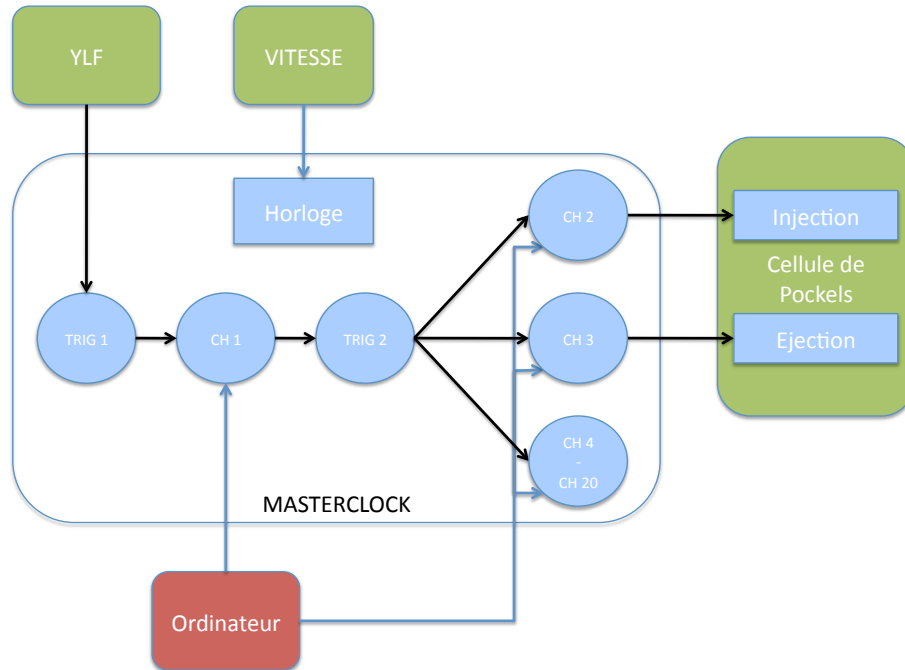 YLF
VITESSE
Horloge
CH 2
Injection
Cellule de
Pockels
TRIG 1
CH 1
TRIG 2
CH 3
Ejection
CH 4
-
CH 20
MASTERCLOCK
Ordinateur